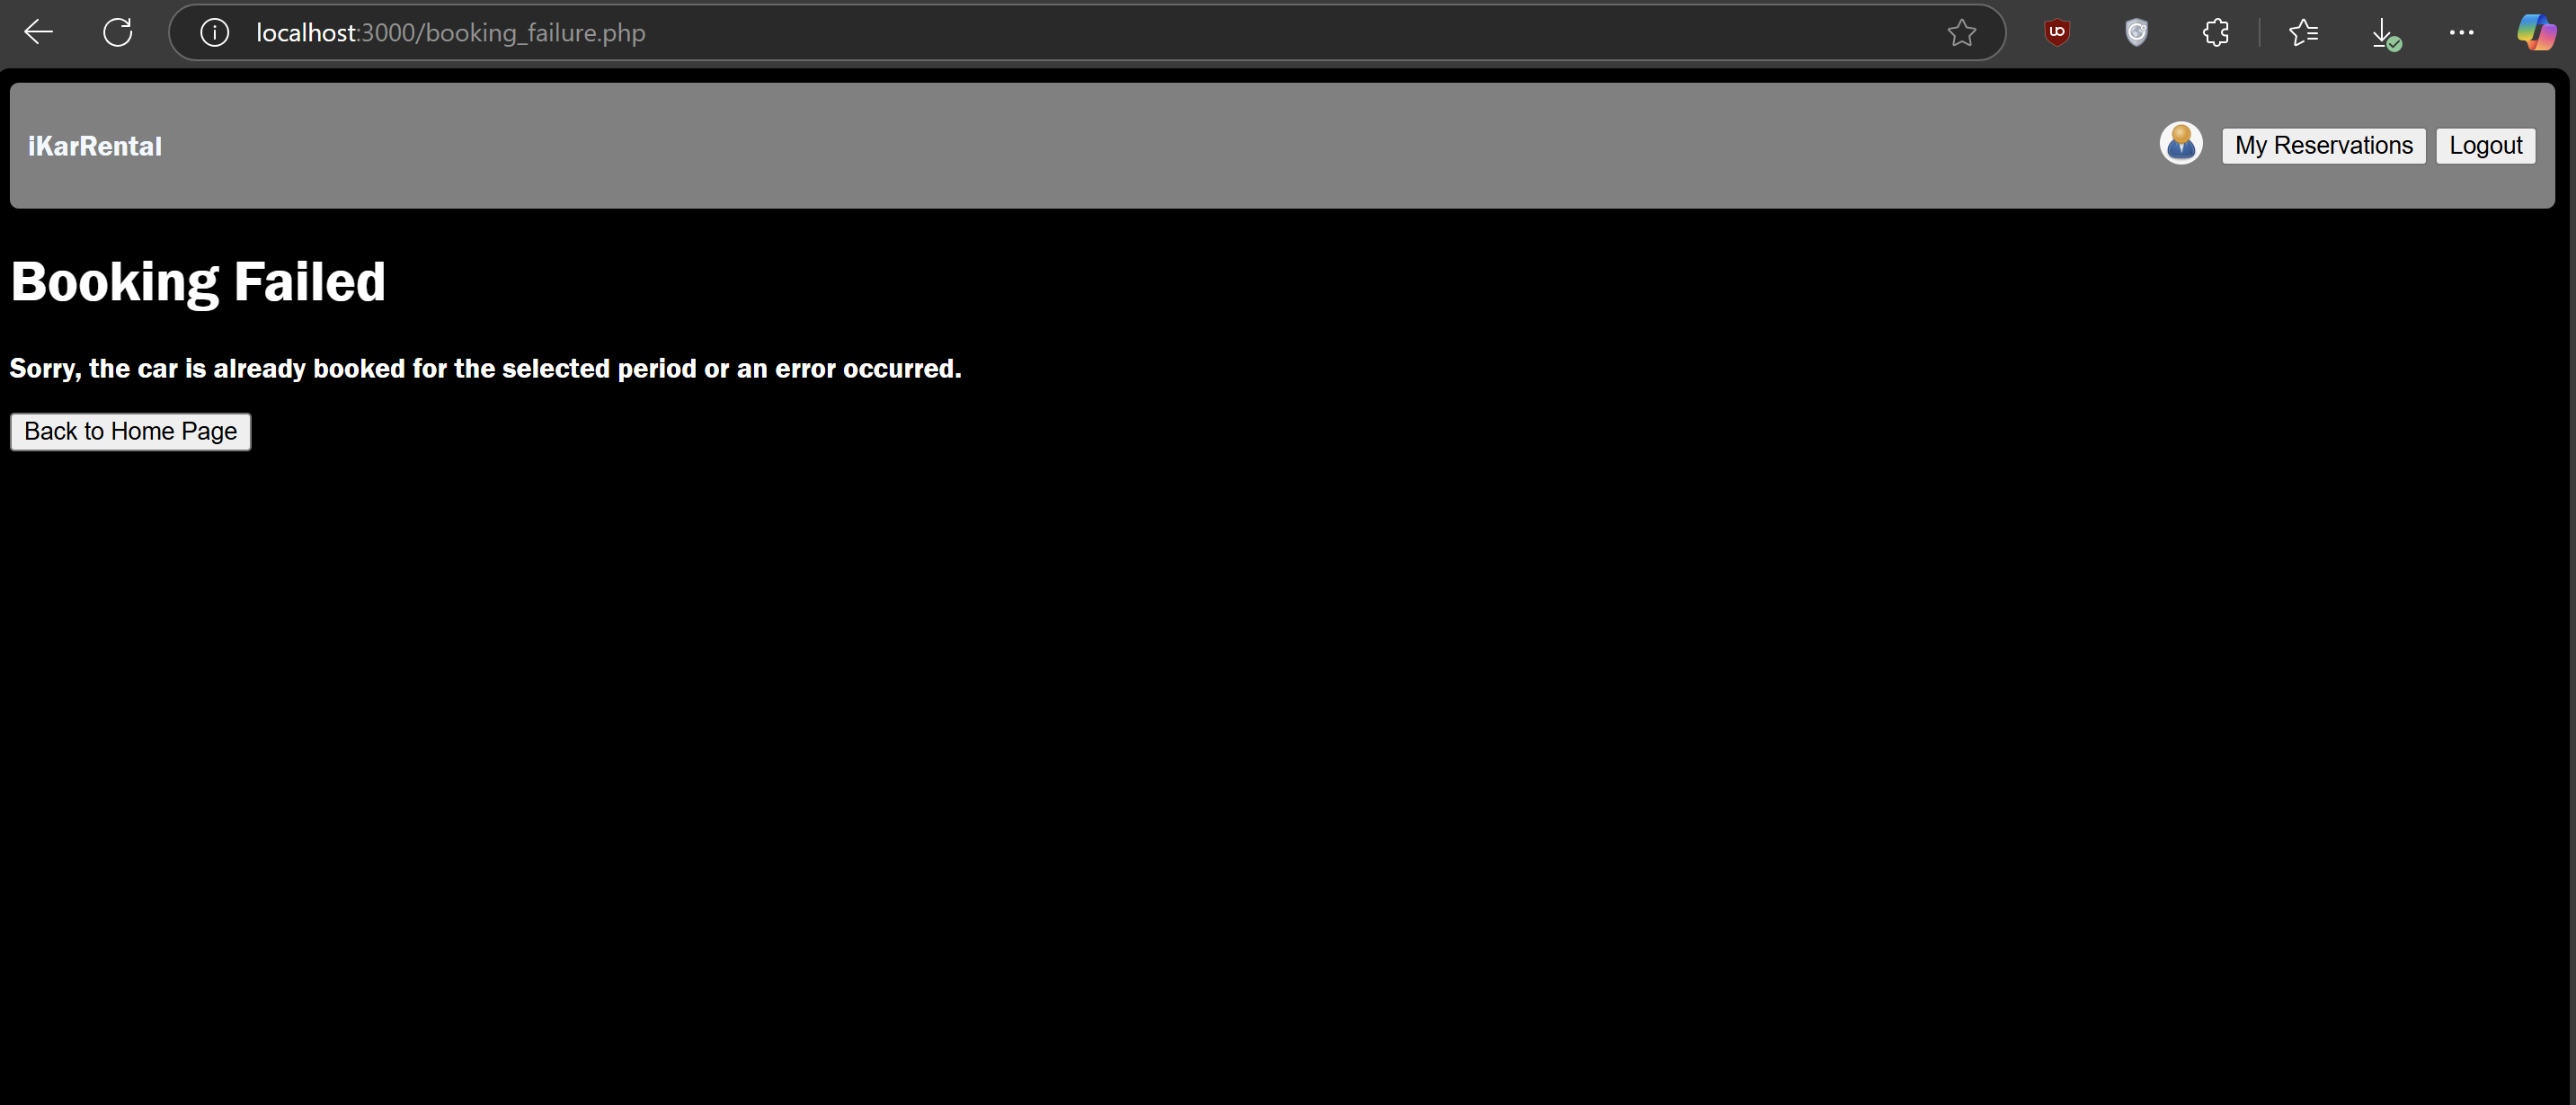 localhost:3000/booking_failure.php
iKarRental
My Reservations
Logout
Booking Failed
Sorry, the car is already booked for the selected period or an error occurred.
Back to Home Page